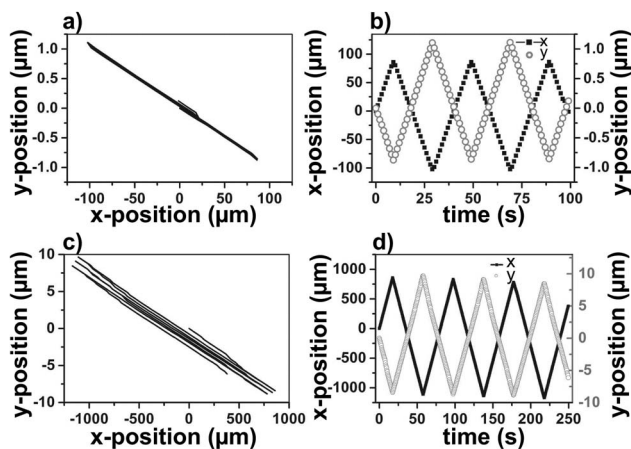 a)
1.0
0.5
0.0
-0.5
-1.0
y-position (μm)
-100 -50 0 50 100
x-position (μm)
b)
x
y
100
50
0
-50
-100
x-position (μm)
1.0
0.5
0.0
-0.5
-1.0
y-position (μm)
0 25 50 75 100
time (s)
c)
10
5
0
-5
-10
y-position (μm)
-1000 -500 0 500 1000
x-position (μm)
d)
x
y
1000
500
0
-500
-1000
x-position (μm)
10
5
0
-5
-10
y-position (μm)
0 50 100 150 200 250
time (s)